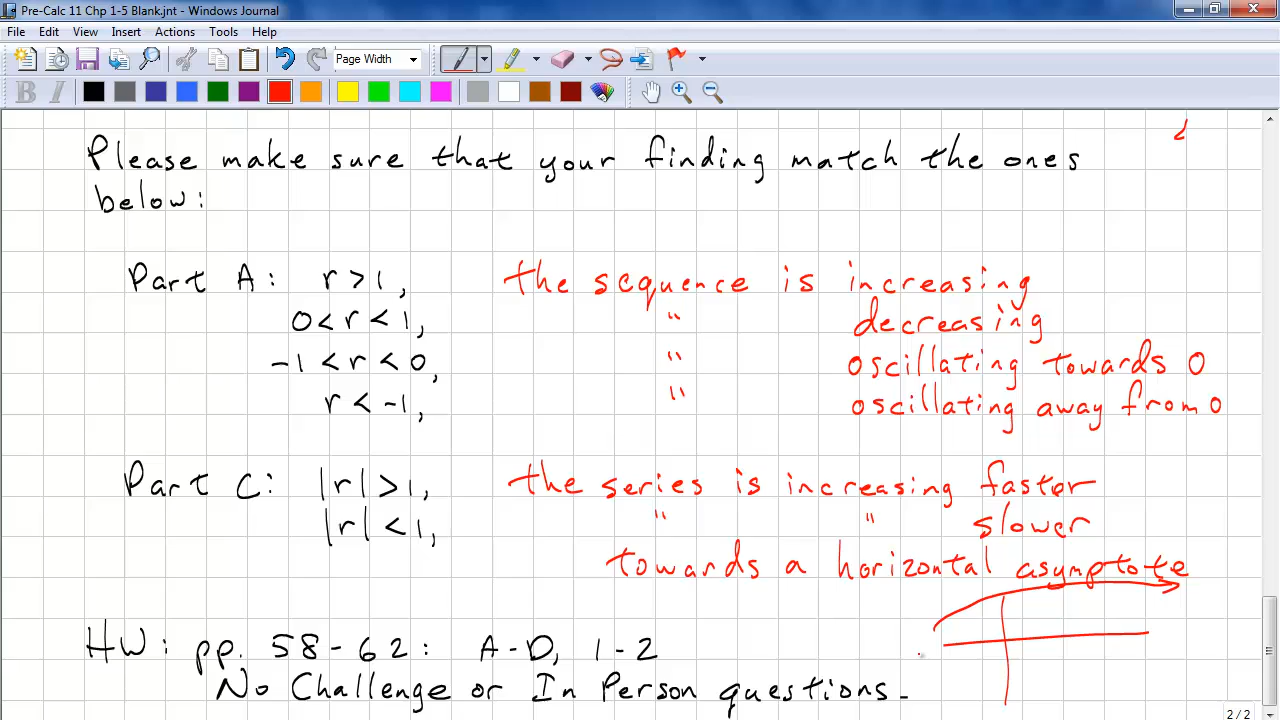 Pre-Calc 11 Chp 1-5 Blank.jnt - Windows Journal
File Edit View Insert Actions Tools Help
Page Width
B I
Please make sure that your finding match the ones
below:
Part A: r > 1, the sequence is increasing
0 < r < 1, " decreasing
-1 < r < 0, " oscillating towards 0
r < -1, " oscillating away from 0
Part C: |r| > 1, the series is increasing faster
|r| < 1, " " slower
towards a horizontal asymptote
HW: pp. 58-62: A-D, 1-2
No Challenge or In Person questions.
2/2